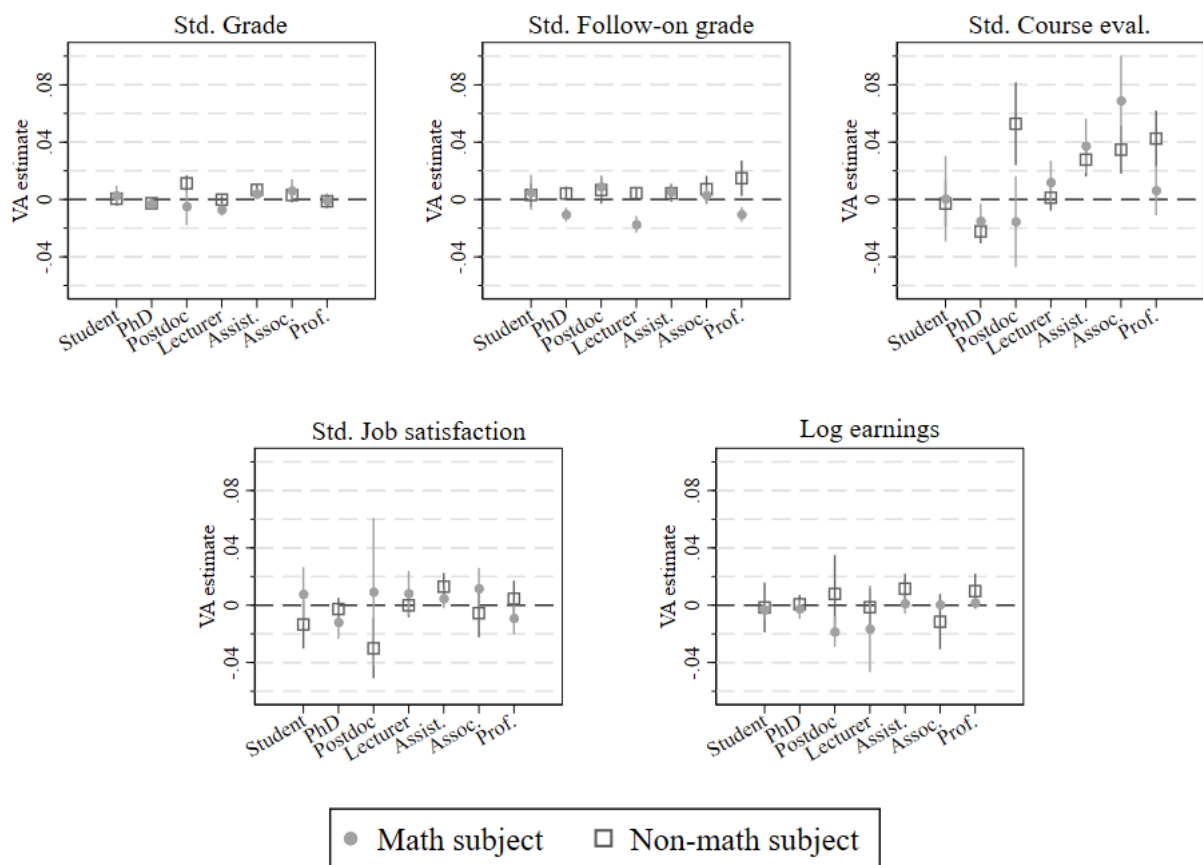 Std. Grade
VA estimate
.08
.04
0
-.04
Student
PhD
Postdoc
Lecturer
Assist.
Assoc.
Prof.
Std. Follow-on grade
VA estimate
.08
.04
0
-.04
Student
PhD
Postdoc
Lecturer
Assist.
Assoc.
Prof.
Std. Course eval.
VA estimate
.08
.04
0
-.04
Student
PhD
Postdoc
Lecturer
Assist.
Assoc.
Prof.
Std. Job satisfaction
VA estimate
.08
.04
0
-.04
Student
PhD
Postdoc
Lecturer
Assist.
Assoc.
Prof.
Log earnings
VA estimate
.08
.04
0
-.04
Student
PhD
Postdoc
Lecturer
Assist.
Assoc.
Prof.
Math subject
Non-math subject